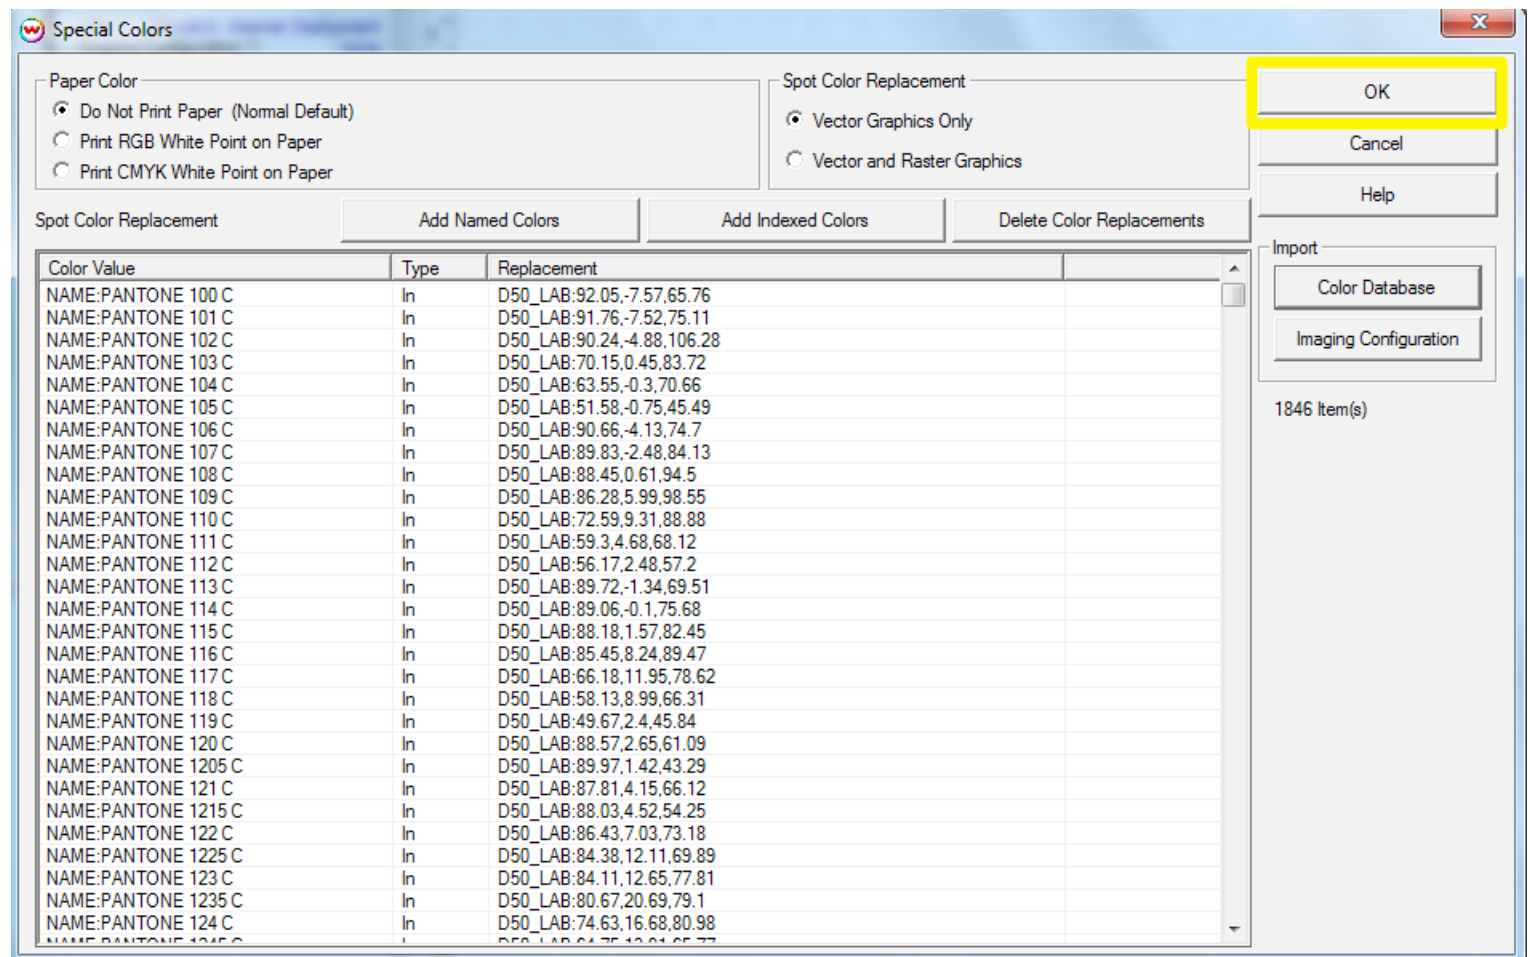 Special Colors
Paper Color
Do Not Print Paper (Normal Default)
Print RGB White Point on Paper
Print CMYK White Point on Paper
Spot Color Replacement
Vector Graphics Only
Vector and Raster Graphics
OK
Cancel
Help
Spot Color Replacement Add Named Colors Add Indexed Colors Delete Color Replacements
Import
Color Database
Imaging Configuration
1846 Item(s)
Color Value Type Replacement
NAME:PANTONE 100 C In D50_LAB:92.05,-7.57,65.76
NAME:PANTONE 101 C In D50_LAB:91.76,-7.52,75.11
NAME:PANTONE 102 C In D50_LAB:90.24,-4.88,106.28
NAME:PANTONE 103 C In D50_LAB:70.15,0.45,83.72
NAME:PANTONE 104 C In D50_LAB:63.55,-0.3,70.66
NAME:PANTONE 105 C In D50_LAB:51.58,-0.75,45.49
NAME:PANTONE 106 C In D50_LAB:90.66,-4.13,74.7
NAME:PANTONE 107 C In D50_LAB:89.83,-2.48,84.13
NAME:PANTONE 108 C In D50_LAB:88.45,0.61,94.5
NAME:PANTONE 109 C In D50_LAB:86.28,5.99,98.55
NAME:PANTONE 110 C In D50_LAB:72.59,9.31,88.88
NAME:PANTONE 111 C In D50_LAB:59.3,4.68,68.12
NAME:PANTONE 112 C In D50_LAB:56.17,2.48,57.2
NAME:PANTONE 113 C In D50_LAB:89.72,-1.34,69.51
NAME:PANTONE 114 C In D50_LAB:89.06,-0.1,75.68
NAME:PANTONE 115 C In D50_LAB:88.18,1.57,82.45
NAME:PANTONE 116 C In D50_LAB:85.45,8.24,89.47
NAME:PANTONE 117 C In D50_LAB:66.18,11.95,78.62
NAME:PANTONE 118 C In D50_LAB:58.13,8.99,66.31
NAME:PANTONE 119 C In D50_LAB:49.67,2.4,45.84
NAME:PANTONE 120 C In D50_LAB:88.57,2.65,61.09
NAME:PANTONE 1205 C In D50_LAB:89.97,1.42,43.29
NAME:PANTONE 121 C In D50_LAB:87.81,4.15,66.12
NAME:PANTONE 1215 C In D50_LAB:88.03,4.52,54.25
NAME:PANTONE 122 C In D50_LAB:86.43,7.03,73.18
NAME:PANTONE 1225 C In D50_LAB:84.38,12.11,69.89
NAME:PANTONE 123 C In D50_LAB:84.11,12.65,77.81
NAME:PANTONE 1235 C In D50_LAB:80.67,20.69,79.1
NAME:PANTONE 124 C In D50_LAB:74.63,16.68,80.98